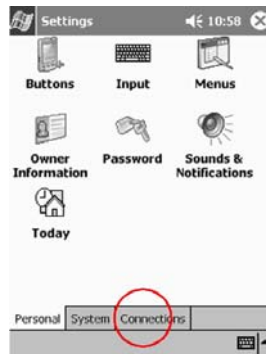 Settings 10:58
Buttons Input Menus
Owner Information Password Sounds & Notifications
Today
Personal System Connections